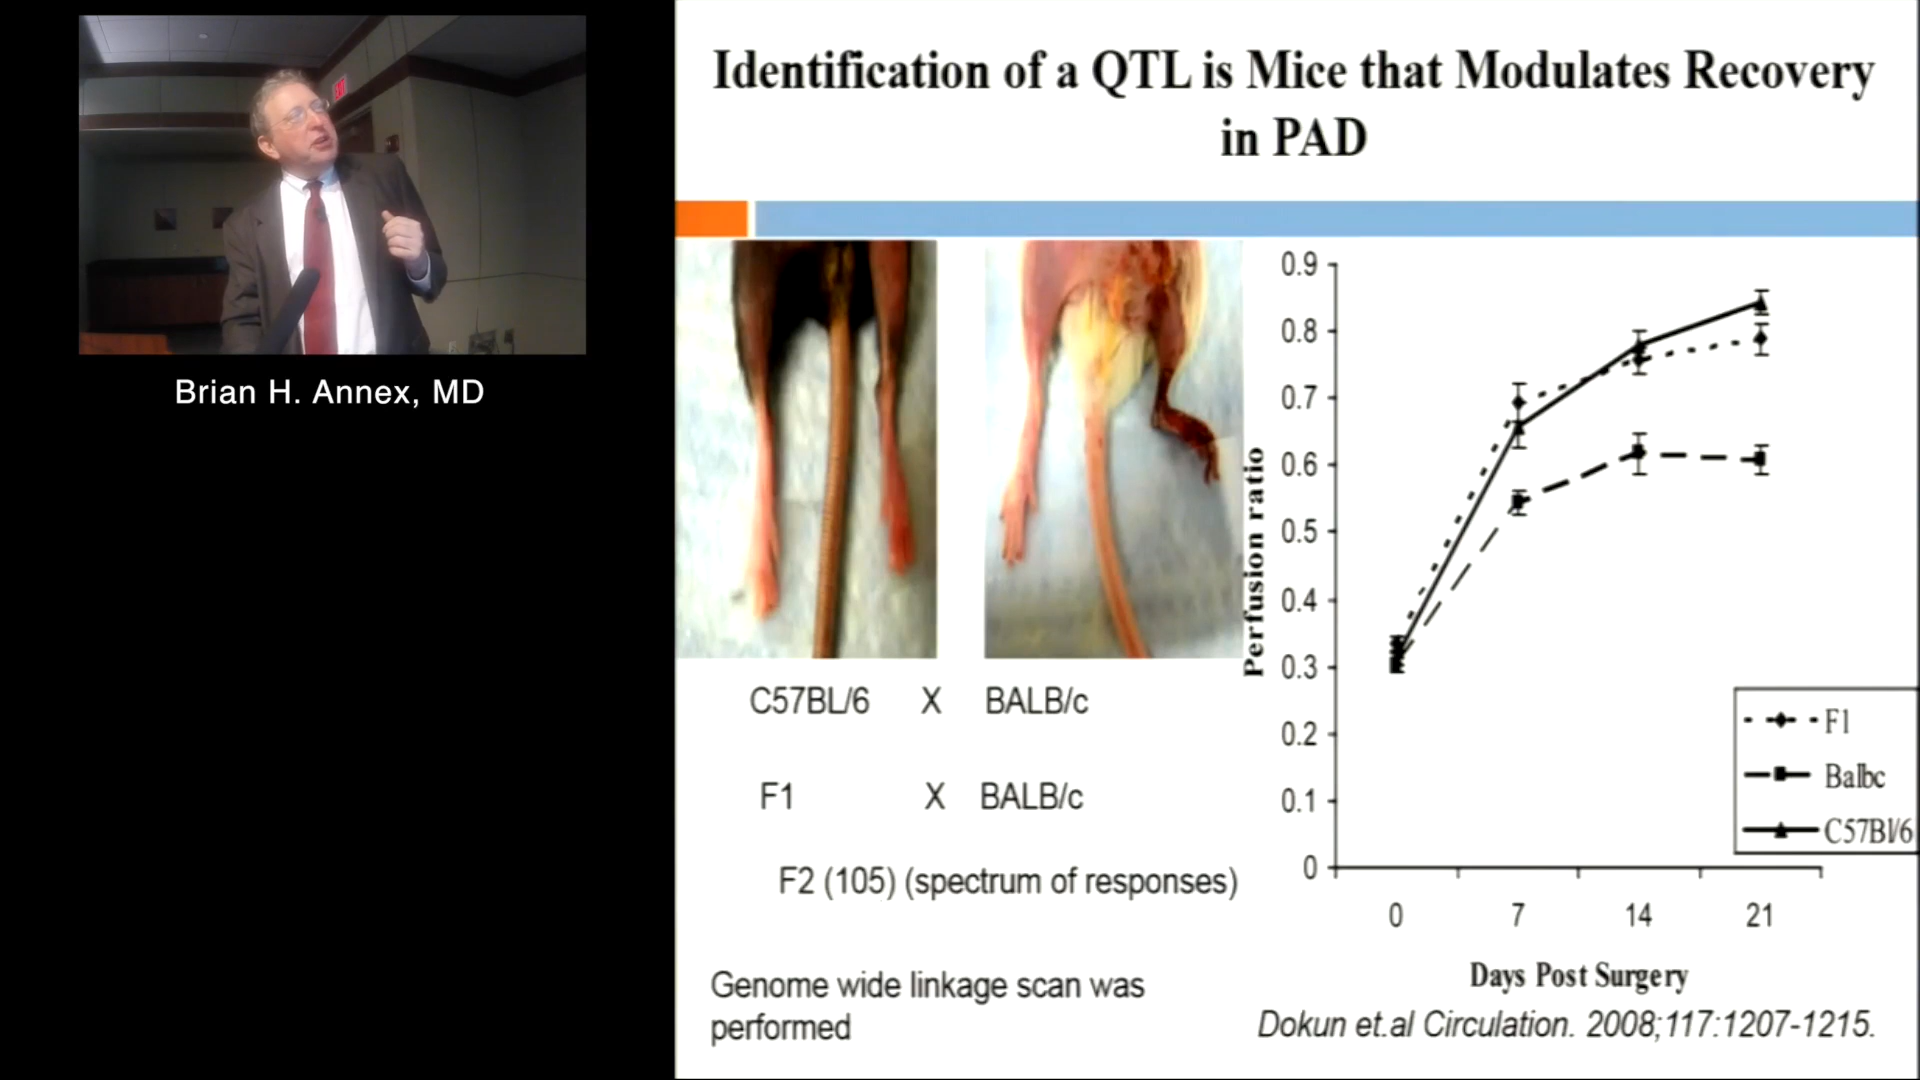 Brian H. Annex, MD
Identification of a QTL is Mice that Modulates Recovery
in PAD
C57BL/6 X BALB/c
F1 X BALB/c
F2 (105) (spectrum of responses)
Genome wide linkage scan was
performed
Perfusion ratio
0.9
0.8
0.7
0.6
0.5
0.4
0.3
0.2
0.1
0
0 7 14 21
Days Post Surgery
F1
Balbc
C57Bl/6
Dokun et.al Circulation. 2008;117:1207-1215.